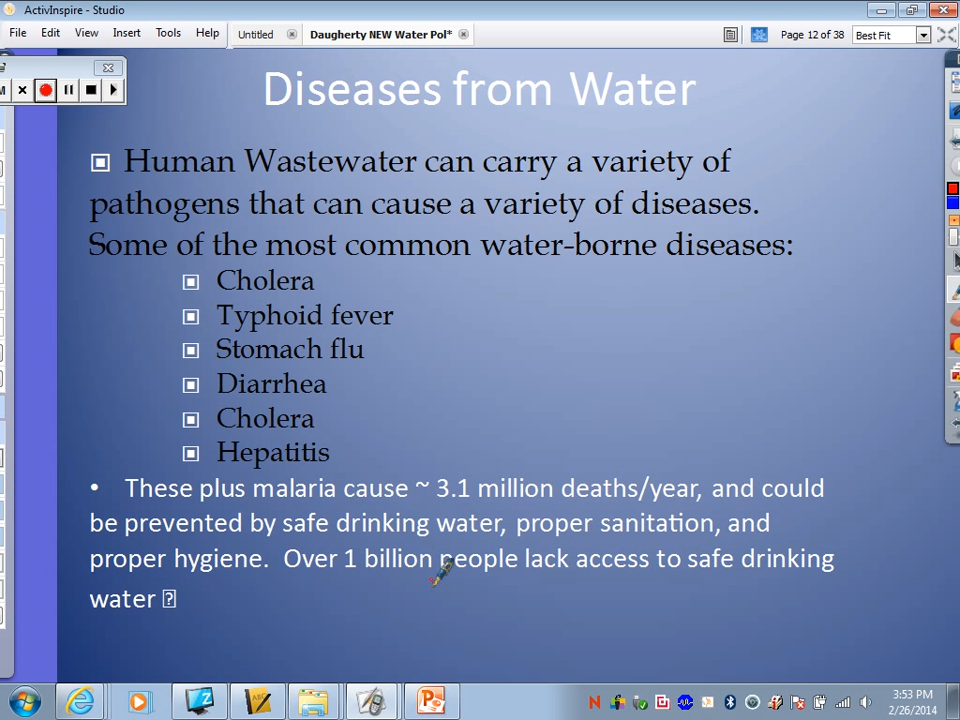 ActivInspire - Studio
File Edit View Insert Tools Help Untitled Daugherty NEW Water Pol* Page 12 of 38 Best Fit
Diseases from Water
Human Wastewater can carry a variety of
pathogens that can cause a variety of diseases.
Some of the most common water-borne diseases:
Cholera
Typhoid fever
Stomach flu
Diarrhea
Cholera
Hepatitis
• These plus malaria cause ~ 3.1 million deaths/year, and could
be prevented by safe drinking water, proper sanitation, and
proper hygiene. Over 1 billion people lack access to safe drinking
water
3:53 PM
2/26/2014